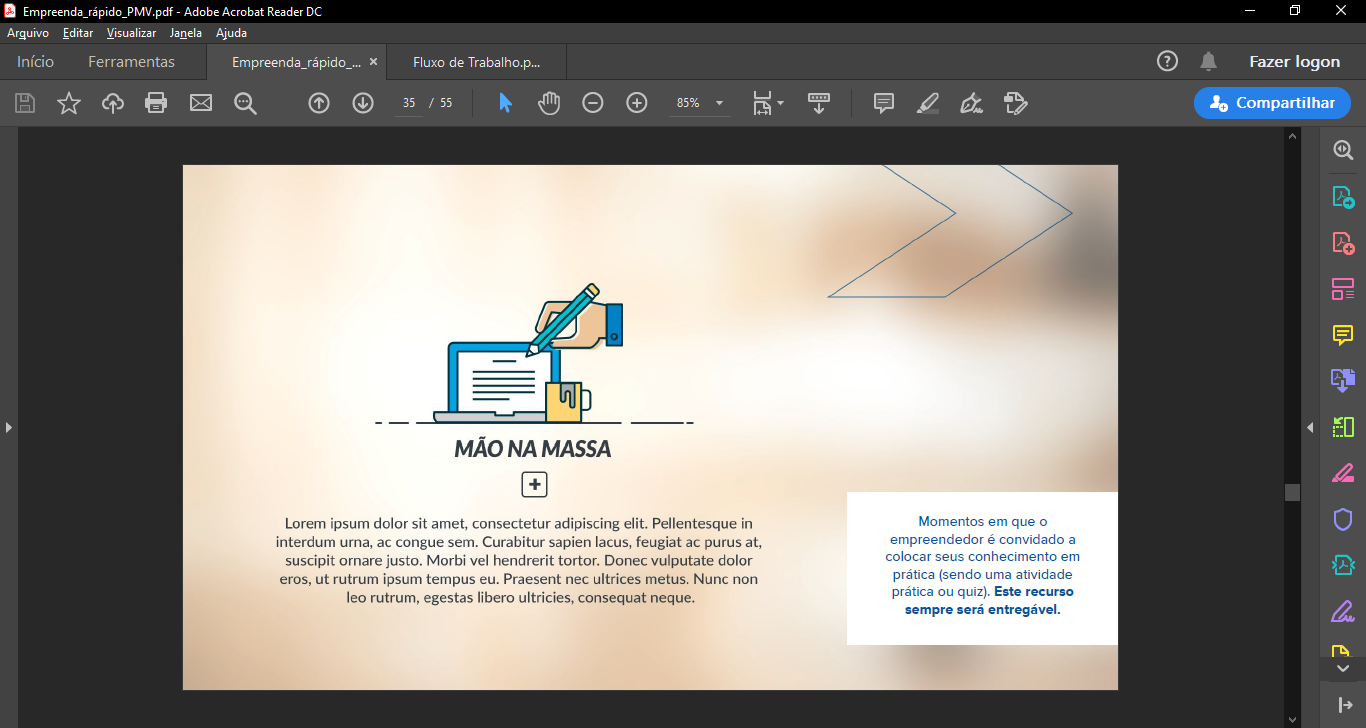 Empreenda_rápido_PMV.pdf - Adobe Acrobat Reader DC
Arquivo Editar Visualizar Janela Ajuda
Início Ferramentas Empreenda_rápido_... × Fluxo de Trabalho.p... Fazer logon
35 / 55 85% Compartilhar
MÃO NA MASSA
Lorem ipsum dolor sit amet, consectetur adipiscing elit. Pellentesque in
interdum urna, ac congue sem. Curabitur sapien lacus, feugiat ac purus at,
suscipit ornare justo. Morbi vel hendrerit tortor. Donec vulputate dolor
eros, ut rutrum ipsum tempus eu. Praesent nec ultrices metus. Nunc non
leo rutrum, egestas libero ultricies, consequat neque.
Momentos em que o
empreendedor é convidado a
colocar seus conhecimento em
prática (sendo uma atividade
prática ou quiz). Este recurso
sempre será entregável.